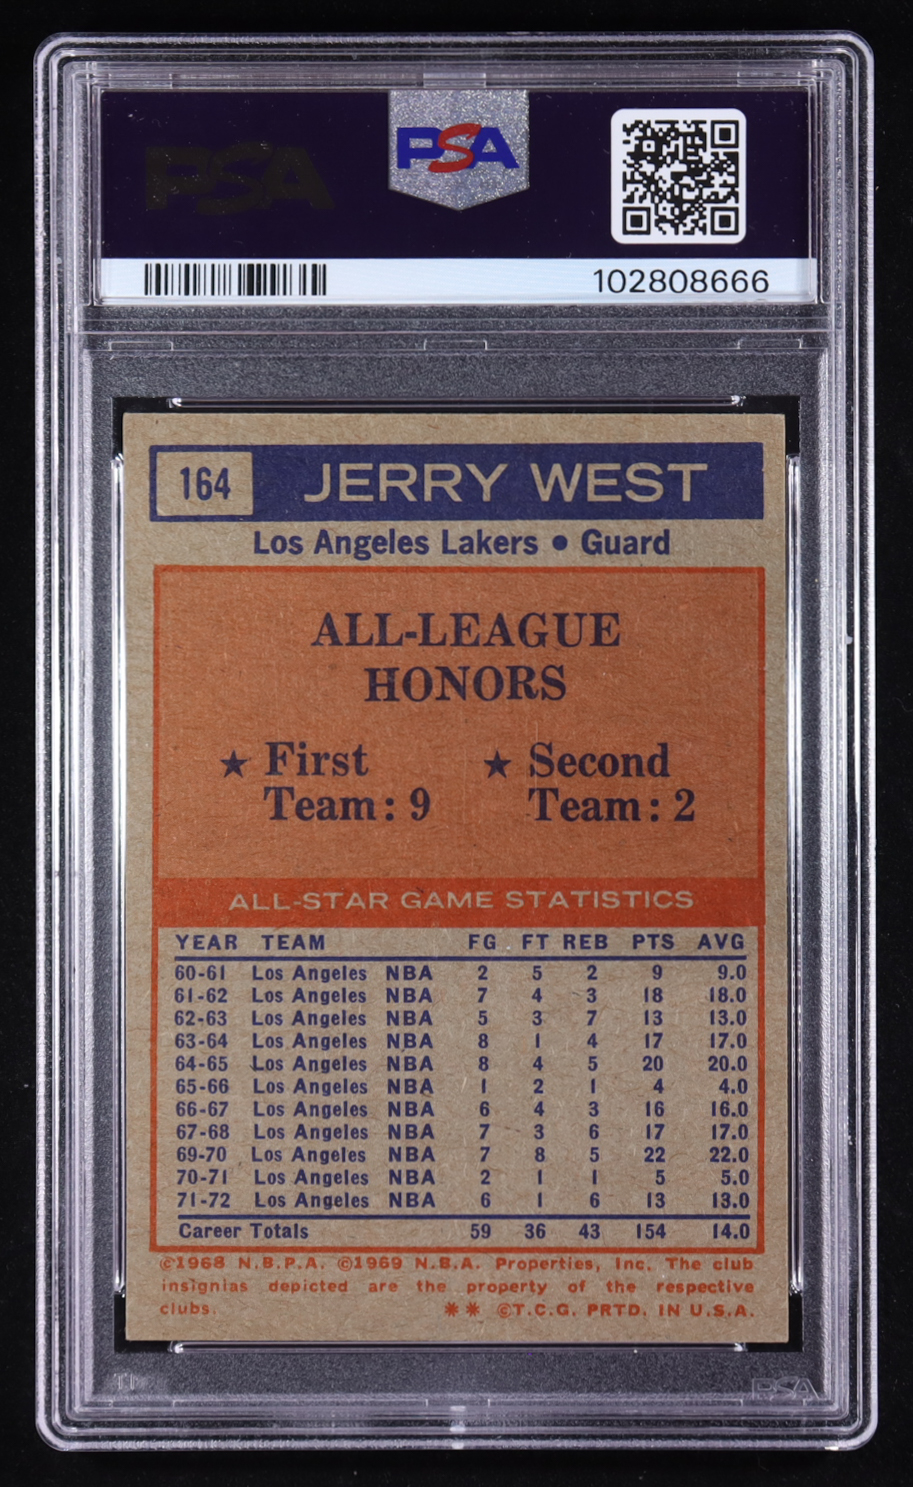 PSA
PSA
102808666
164 JERRY WEST
Los Angeles Lakers • Guard
ALL-LEAGUE
HONORS
★ First ★ Second
Team: 9 Team: 2
ALL-STAR GAME STATISTICS
YEAR TEAM FG FT REB PTS AVG
60-61 Los Angeles NBA 2 5 2 9 9.0
61-62 Los Angeles NBA 7 4 3 18 18.0
62-63 Los Angeles NBA 5 3 7 13 13.0
63-64 Los Angeles NBA 8 1 4 17 17.0
64-65 Los Angeles NBA 8 4 5 20 20.0
65-66 Los Angeles NBA 1 2 1 4 4.0
66-67 Los Angeles NBA 6 4 3 16 16.0
67-68 Los Angeles NBA 7 3 6 17 17.0
69-70 Los Angeles NBA 7 8 5 22 22.0
70-71 Los Angeles NBA 2 1 1 5 5.0
71-72 Los Angeles NBA 6 1 6 13 13.0
Career Totals 59 36 43 154 14.0
©1968 N.B.P.A. ©1969 N.B.A. Properties, Inc. The club
insignias depicted are the property of the respective
clubs. ** ©T.C.G. PRTD. IN U.S.A.
PSA